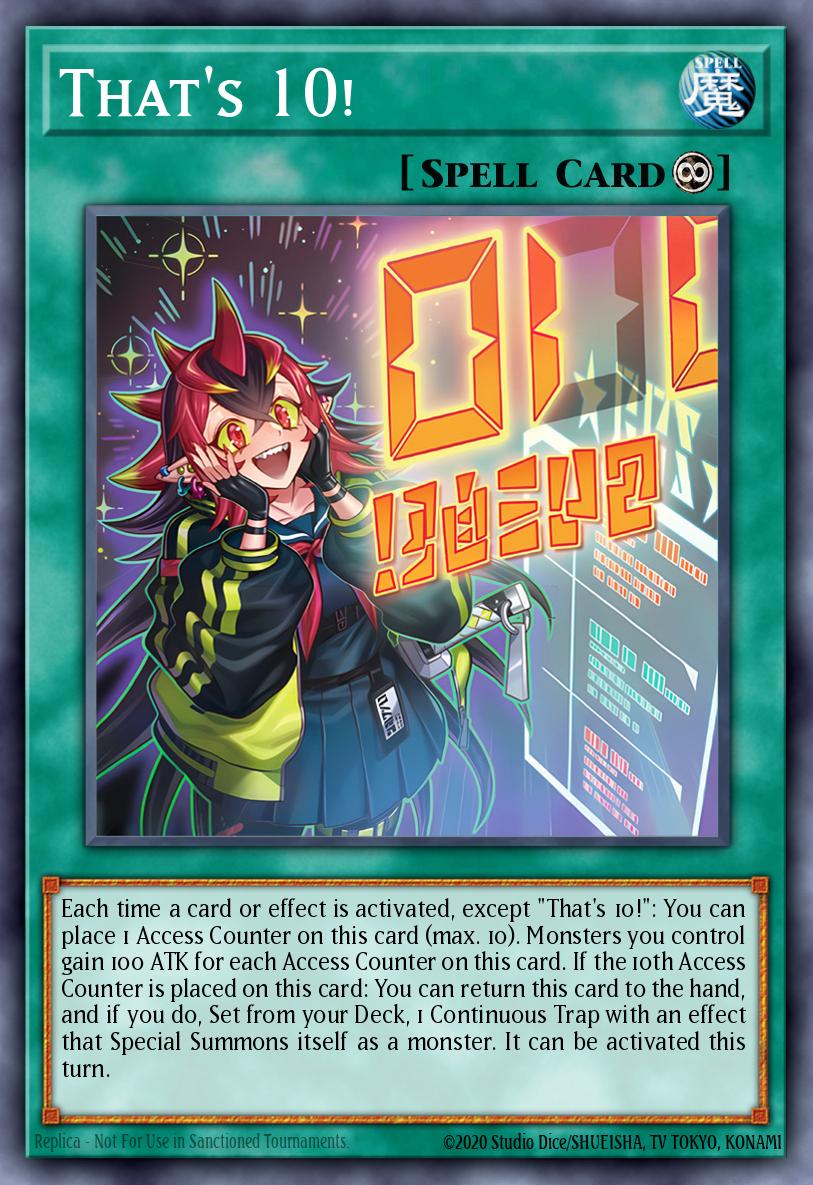 That's 10!
SPELL
魔
[Spell Card]
Each time a card or effect is activated, except "That's 10!": You can
place 1 Access Counter on this card (max. 10). Monsters you control
gain 100 ATK for each Access Counter on this card. If the 10th Access
Counter is placed on this card: You can return this card to the hand,
and if you do, Set from your Deck, 1 Continuous Trap with an effect
that Special Summons itself as a monster. It can be activated this
turn.
Replica - Not For Use in Sanctioned Tournaments.
©2020 Studio Dice/SHUEISHA, TV TOKYO, KONAMI